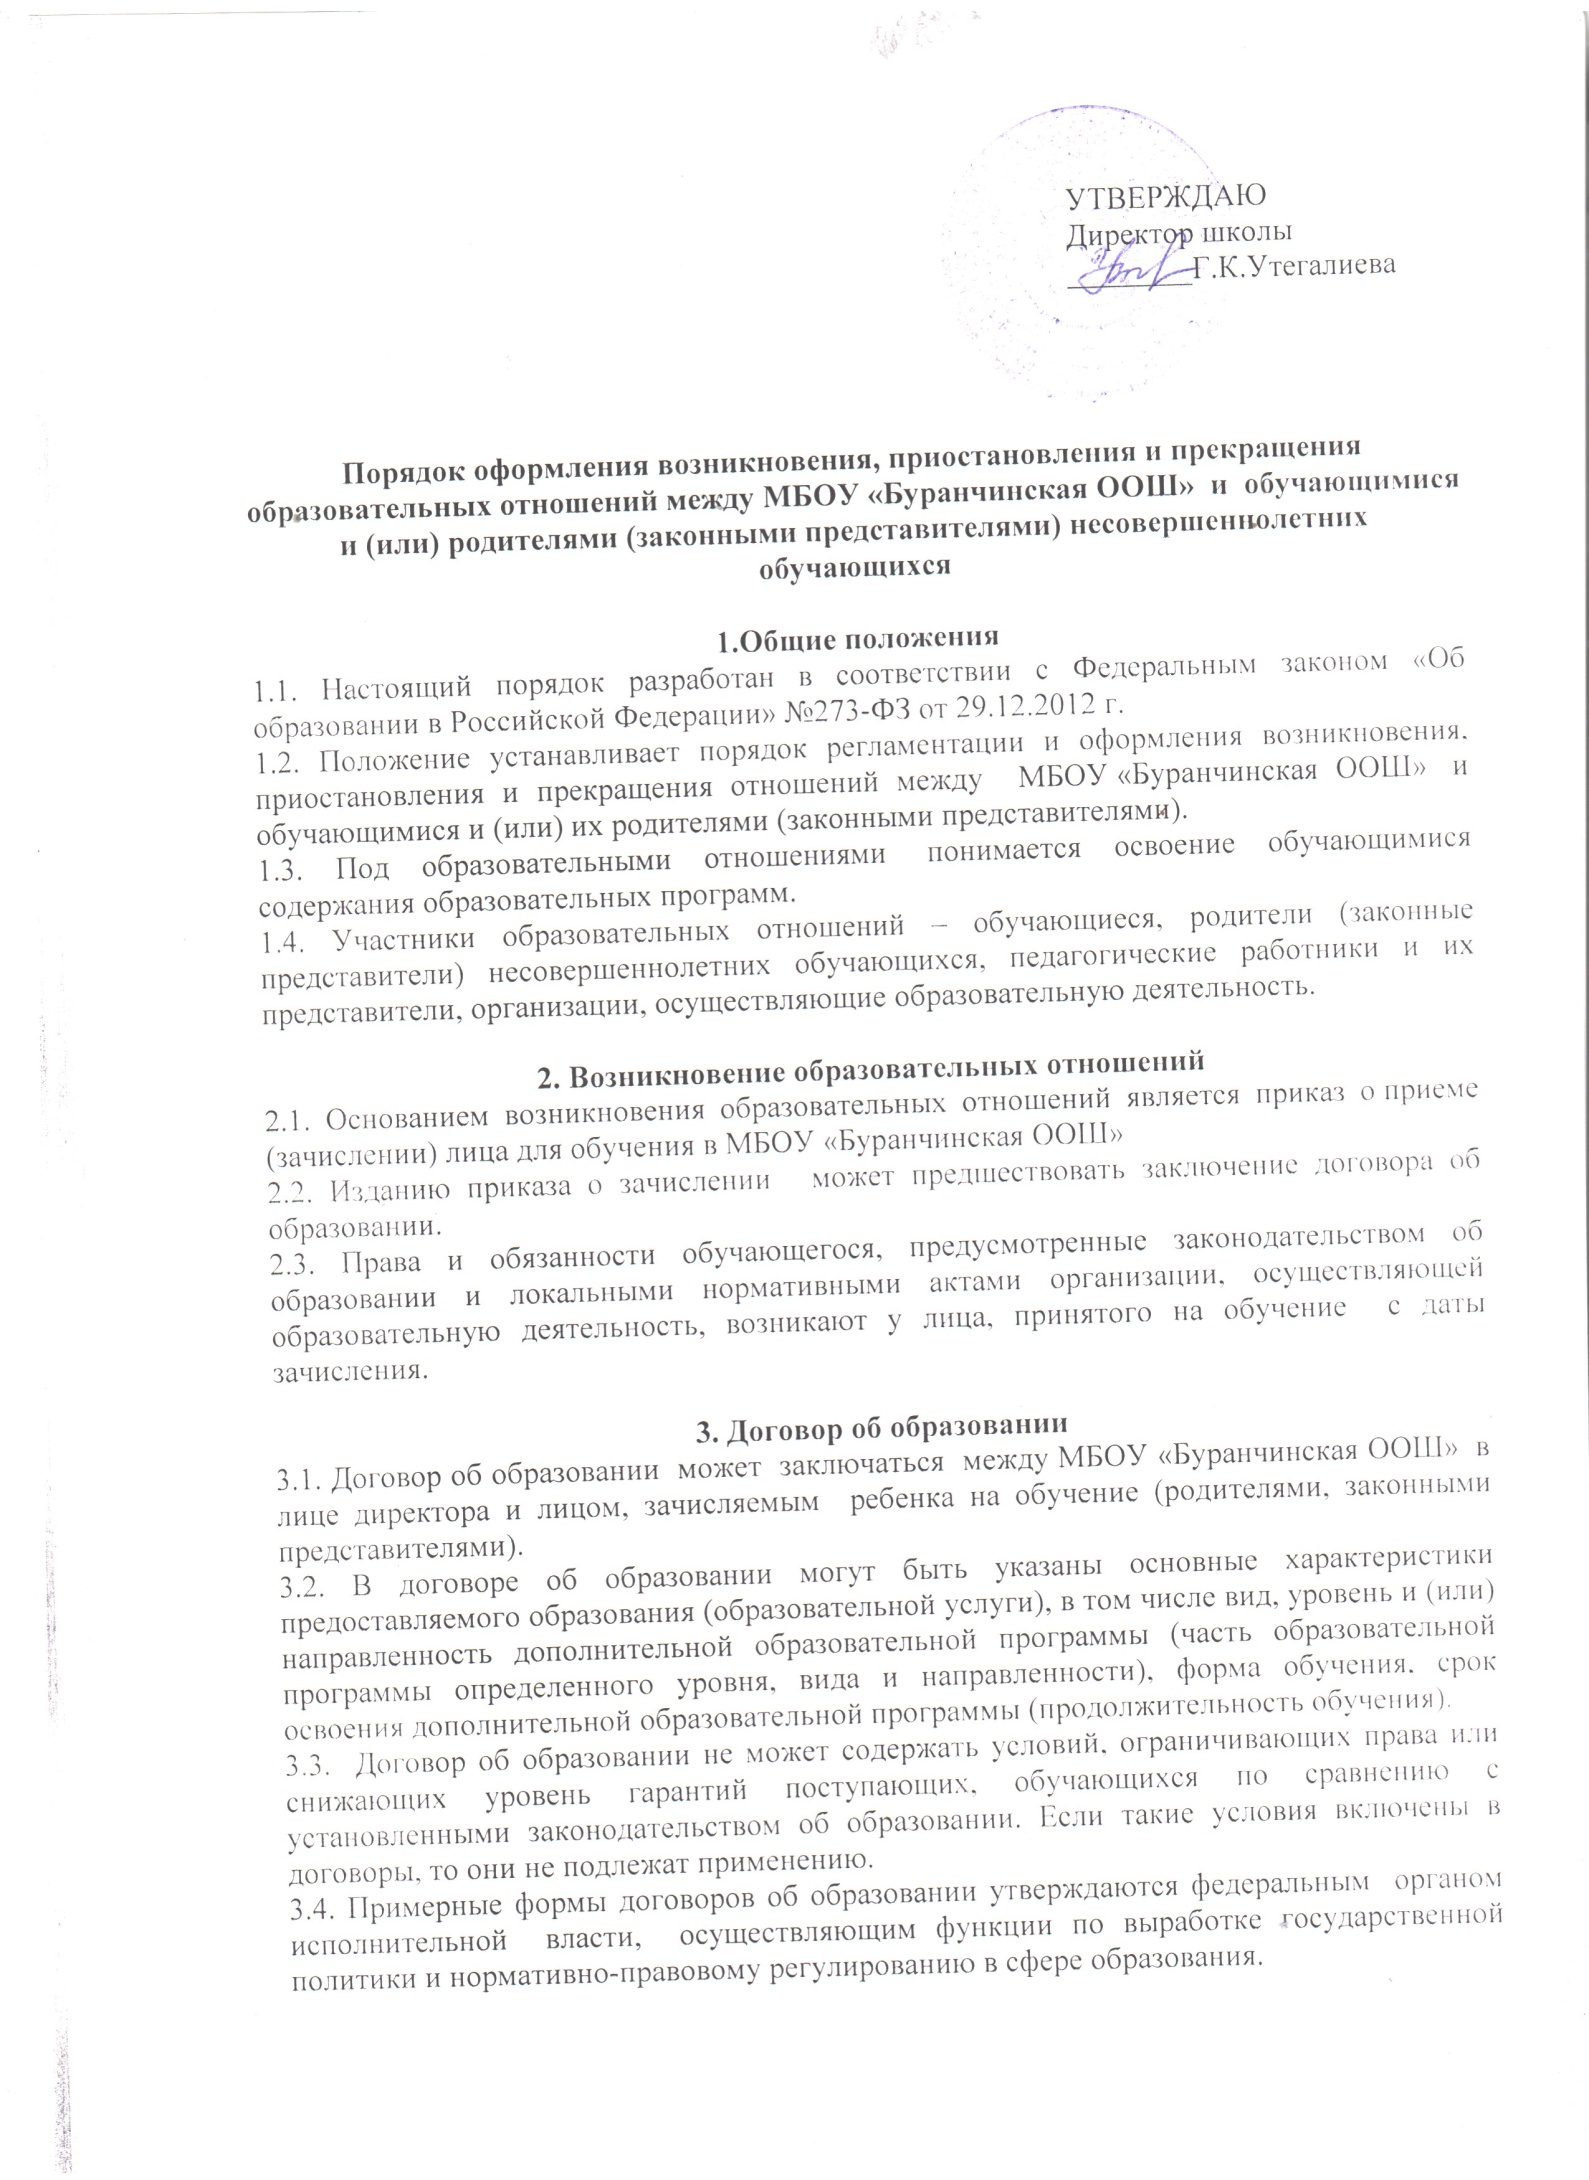 УТВЕРЖДАЮ
Директор школы
_________Г.К.Утегалиева
Порядок оформления возникновения, приостановления и прекращения
образовательных отношений между МБОУ «Буранчинская ООШ» и обучающимися
и (или) родителями (законными представителями) несовершеннолетних
обучающихся
1.Общие положения
1.1. Настоящий порядок разработан в соответствии с Федеральным законом «Об
образовании в Российской Федерации» №273-ФЗ от 29.12.2012 г.
1.2. Положение устанавливает порядок регламентации и оформления возникновения,
приостановления и прекращения отношений между МБОУ «Буранчинская ООШ» и
обучающимися и (или) их родителями (законными представителями).
1.3. Под образовательными отношениями понимается освоение обучающимися
содержания образовательных программ.
1.4. Участники образовательных отношений – обучающиеся, родители (законные
представители) несовершеннолетних обучающихся, педагогические работники и их
представители, организации, осуществляющие образовательную деятельность.
2. Возникновение образовательных отношений
2.1. Основанием возникновения образовательных отношений является приказ о приеме
(зачислении) лица для обучения в МБОУ «Буранчинская ООШ»
2.2. Изданию приказа о зачислении может предшествовать заключение договора об
образовании.
2.3. Права и обязанности обучающегося, предусмотренные законодательством об
образовании и локальными нормативными актами организации, осуществляющей
образовательную деятельность, возникают у лица, принятого на обучение с даты
зачисления.
3. Договор об образовании
3.1. Договор об образовании может заключаться между МБОУ «Буранчинская ООШ» в
лице директора и лицом, зачисляемым ребенка на обучение (родителями, законными
представителями).
3.2. В договоре об образовании могут быть указаны основные характеристики
предоставляемого образования (образовательной услуги), в том числе вид, уровень и (или)
направленность дополнительной образовательной программы (часть образовательной
программы определенного уровня, вида и направленности), форма обучения, срок
освоения дополнительной образовательной программы (продолжительность обучения).
3.3. Договор об образовании не может содержать условий, ограничивающих права или
снижающих уровень гарантий поступающих, обучающихся по сравнению с
установленными законодательством об образовании. Если такие условия включены в
договоры, то они не подлежат применению.
3.4. Примерные формы договоров об образовании утверждаются федеральным органом
исполнительной власти, осуществляющим функции по выработке государственной
политики и нормативно-правовому регулированию в сфере образования.